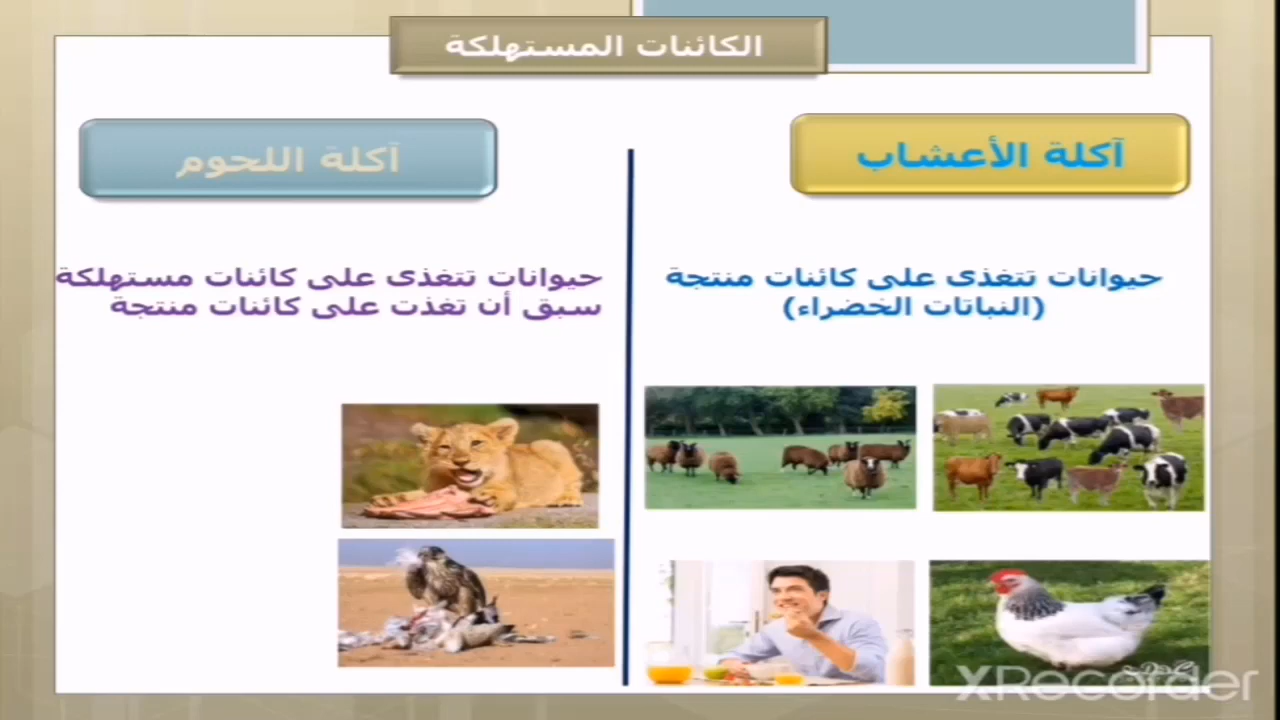 الكائنات المستهلكة
آكلة الأعشاب
حيوانات تتغذى على كائنات منتجة
(النباتات الخضراء)
آكلة اللحوم
حيوانات تتغذى على كائنات مستهلكة
سبق أن تغذت على كائنات منتجة
XRecorder